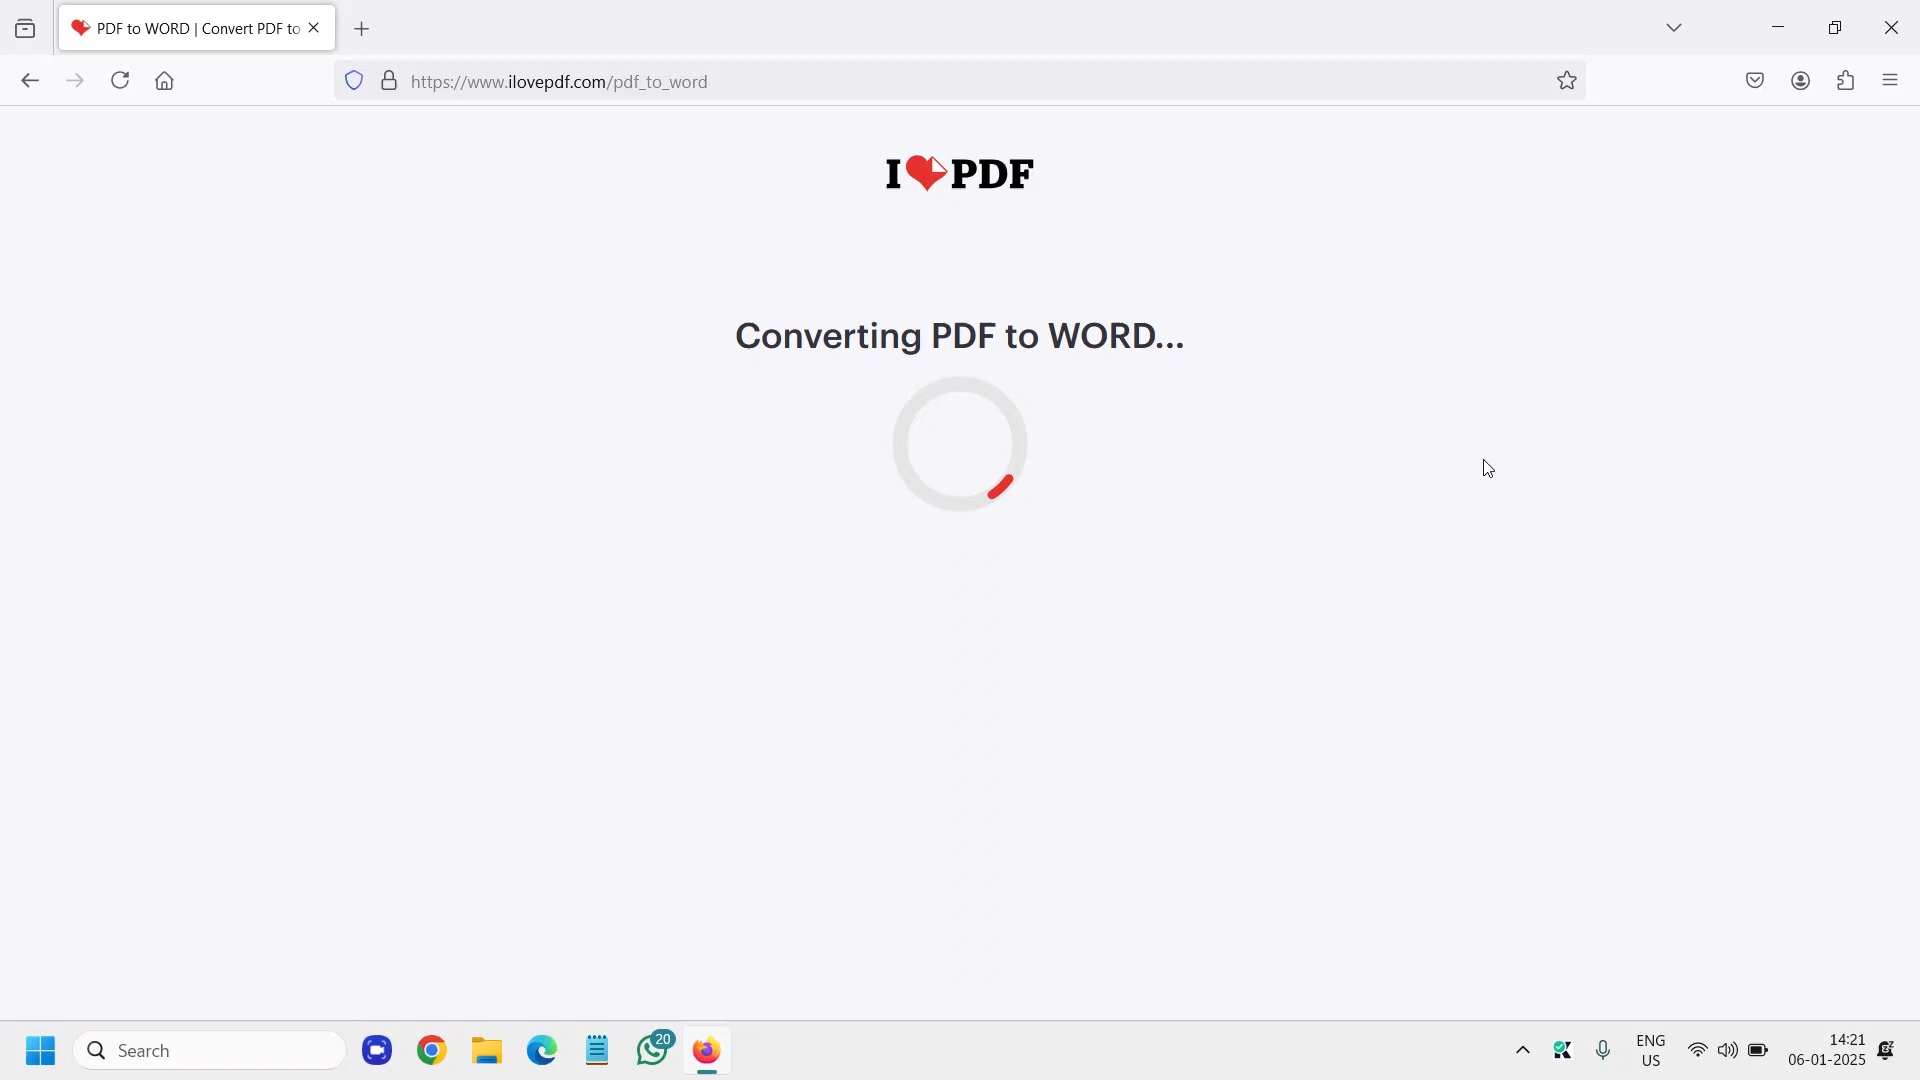 PDF to WORD | Convert PDF to
https://www.ilovepdf.com/pdf_to_word
I PDF
Converting PDF to WORD...
Search
20
ENG
US
14:21
06-01-2025